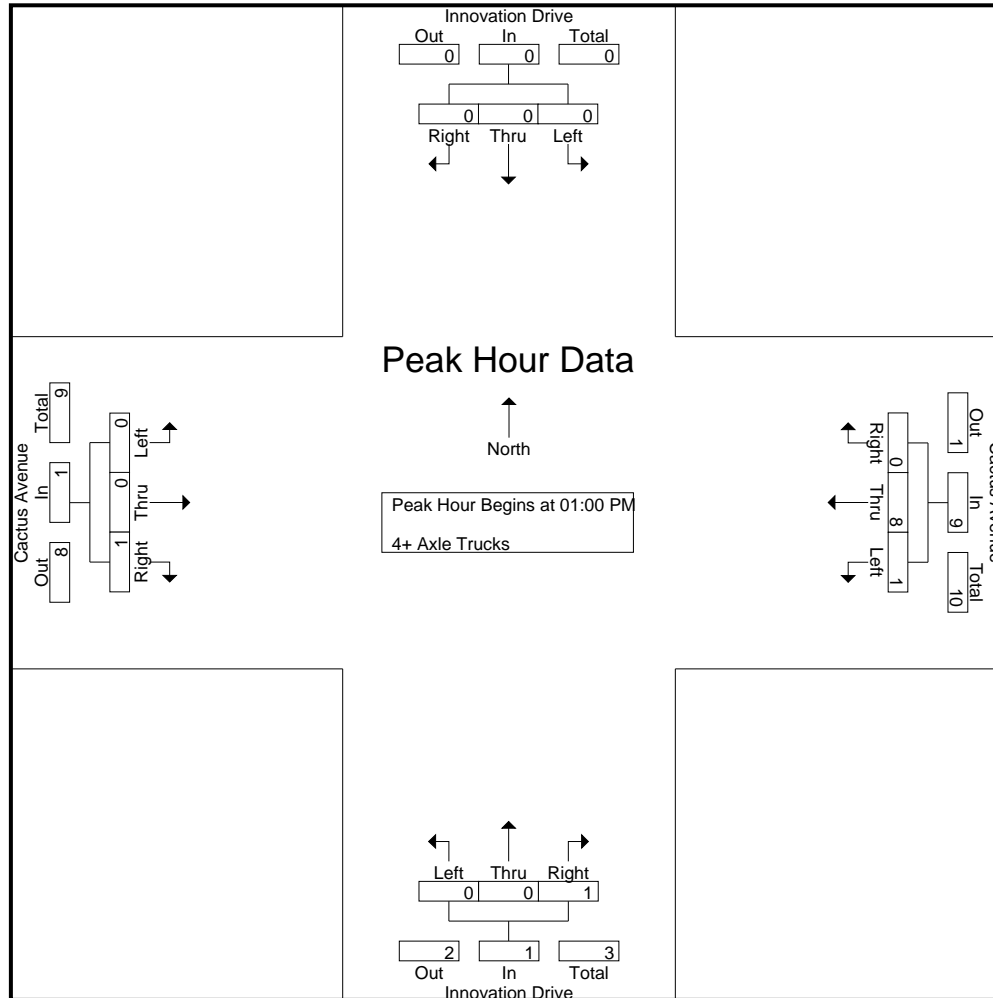 Innovation Drive
Out In Total
0 0 0
0 0 0
Right Thru Left
Peak Hour Data
North
Peak Hour Begins at 01:00 PM
4+ Axle Trucks
Cactus Avenue
Total In Out
9 1 8
0 0 1
Left Thru Right
Out In Total
1 9 10
0 8 1
Right Thru Left
Left Thru Right
0 0 1
2 1 3
Out In Total
Innovation Drive